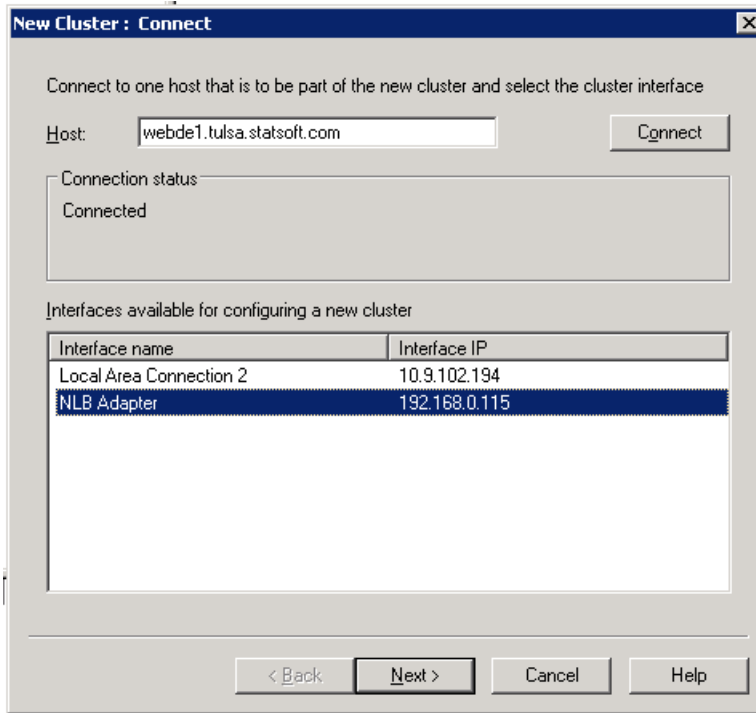 New Cluster : Connect
Connect to one host that is to be part of the new cluster and select the cluster interface
Host: webde1.tulsa.statsoft.com Connect
Connection status
Connected
Interfaces available for configuring a new cluster
Interface name Interface IP
Local Area Connection 2 10.9.102.194
NLB Adapter 192.168.0.115
< Back Next > Cancel Help